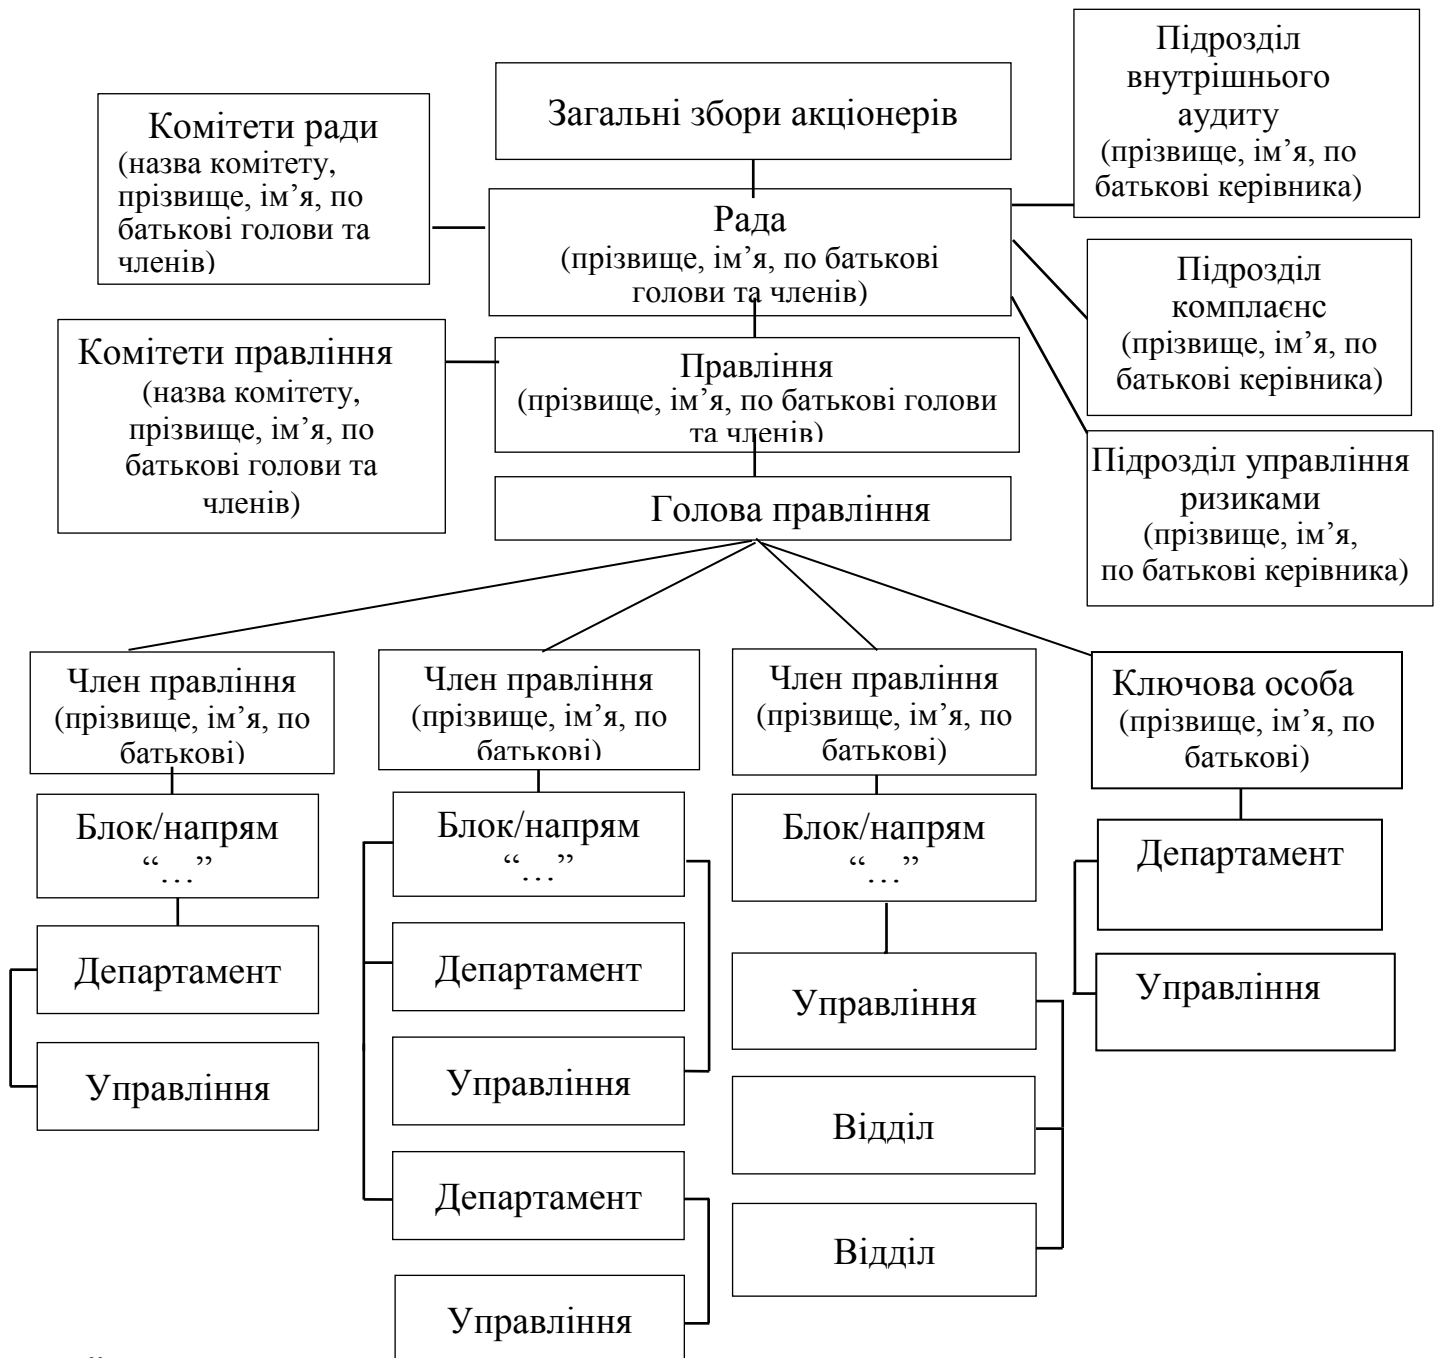 Загальні збори акціонерів
Підрозділ
внутрішнього
аудиту
(прізвище, ім’я, по
батькові керівника)
Комітети ради
(назва комітету,
прізвище, ім’я, по
батькові голови та
членів)
Рада
(прізвище, ім’я, по батькові
голови та членів)
Підрозділ
комплаєнс
(прізвище, ім’я, по
батькові керівника)
Комітети правління
(назва комітету,
прізвище, ім’я, по
батькові голови та
членів)
Правління
(прізвище, ім’я, по батькові голови
та членів)
Підрозділ управління
ризиками
(прізвище, ім’я,
по батькові керівника)
Голова правління
Член правління
(прізвище, ім’я, по
батькові)
Член правління
(прізвище, ім’я, по
батькові)
Член правління
(прізвище, ім’я, по
батькові)
Ключова особа
(прізвище, ім’я, по
батькові)
Блок/напрям
“…”
Департамент
Управління
Блок/напрям
“…”
Департамент
Управління
Департамент
Управління
Блок/напрям
“…”
Управління
Відділ
Відділ
Департамент
Управління